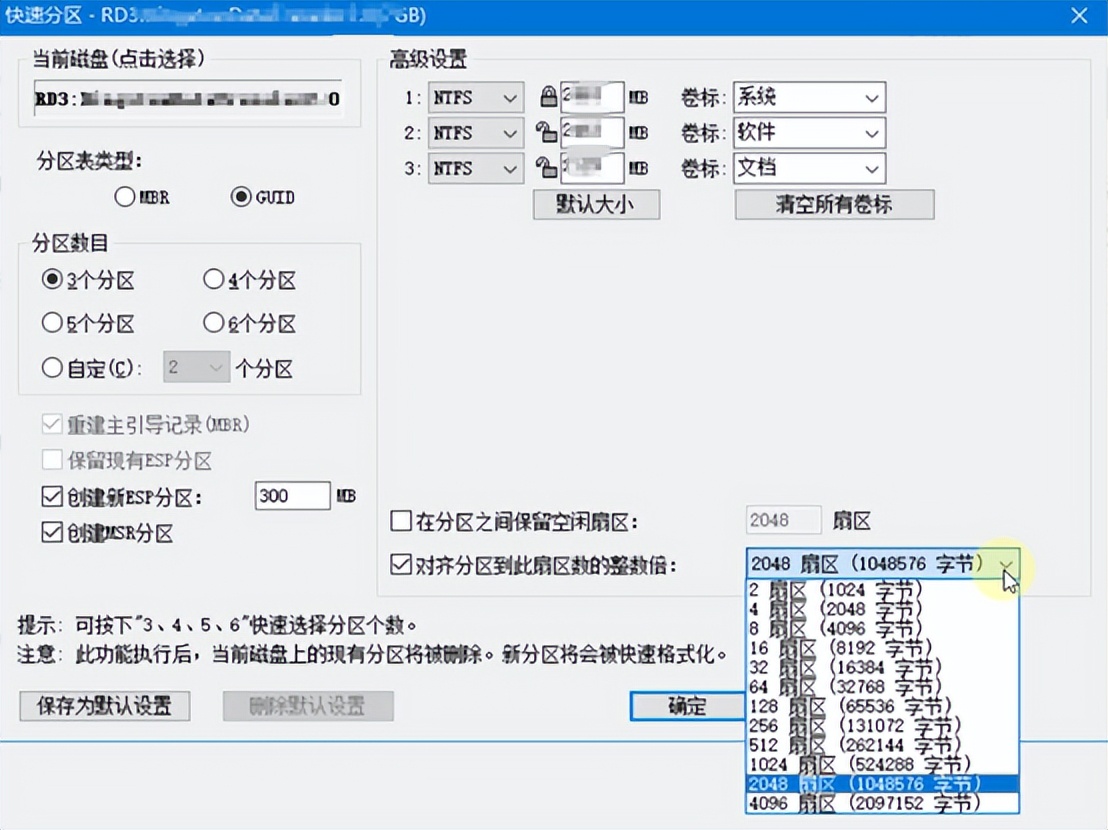 快速分区 - RD3: GB)
当前磁盘(点击选择)
RD3: 0
分区表类型:
MBR
GUID
分区数目
3个分区
4个分区
5个分区
6个分区
自定(C):
2
个分区
重建主引导记录(MBR)
保留现有ESP分区
创建新ESP分区:
300
MB
创建MSR分区
高级设置
1: NTFS MB 卷标: 系统
2: NTFS MB 卷标: 软件
3: NTFS MB 卷标: 文档
默认大小
清空所有卷标
在分区之间保留空闲扇区:
2048
扇区
对齐分区到此扇区数的整数倍:
2048 扇区 (1048576 字节)
2 扇区 (1024 字节)
4 扇区 (2048 字节)
8 扇区 (4096 字节)
16 扇区 (8192 字节)
32 扇区 (16384 字节)
64 扇区 (32768 字节)
128 扇区 (65536 字节)
256 扇区 (131072 字节)
512 扇区 (262144 字节)
1024 扇区 (524288 字节)
2048 扇区 (1048576 字节)
4096 扇区 (2097152 字节)
提示: 可按下"3、4、5、6"快速选择分区个数。
注意: 此功能执行后，当前磁盘上的现有分区将被删除。新分区将会被快速格式化。
保存为默认设置
删除默认设置
确定